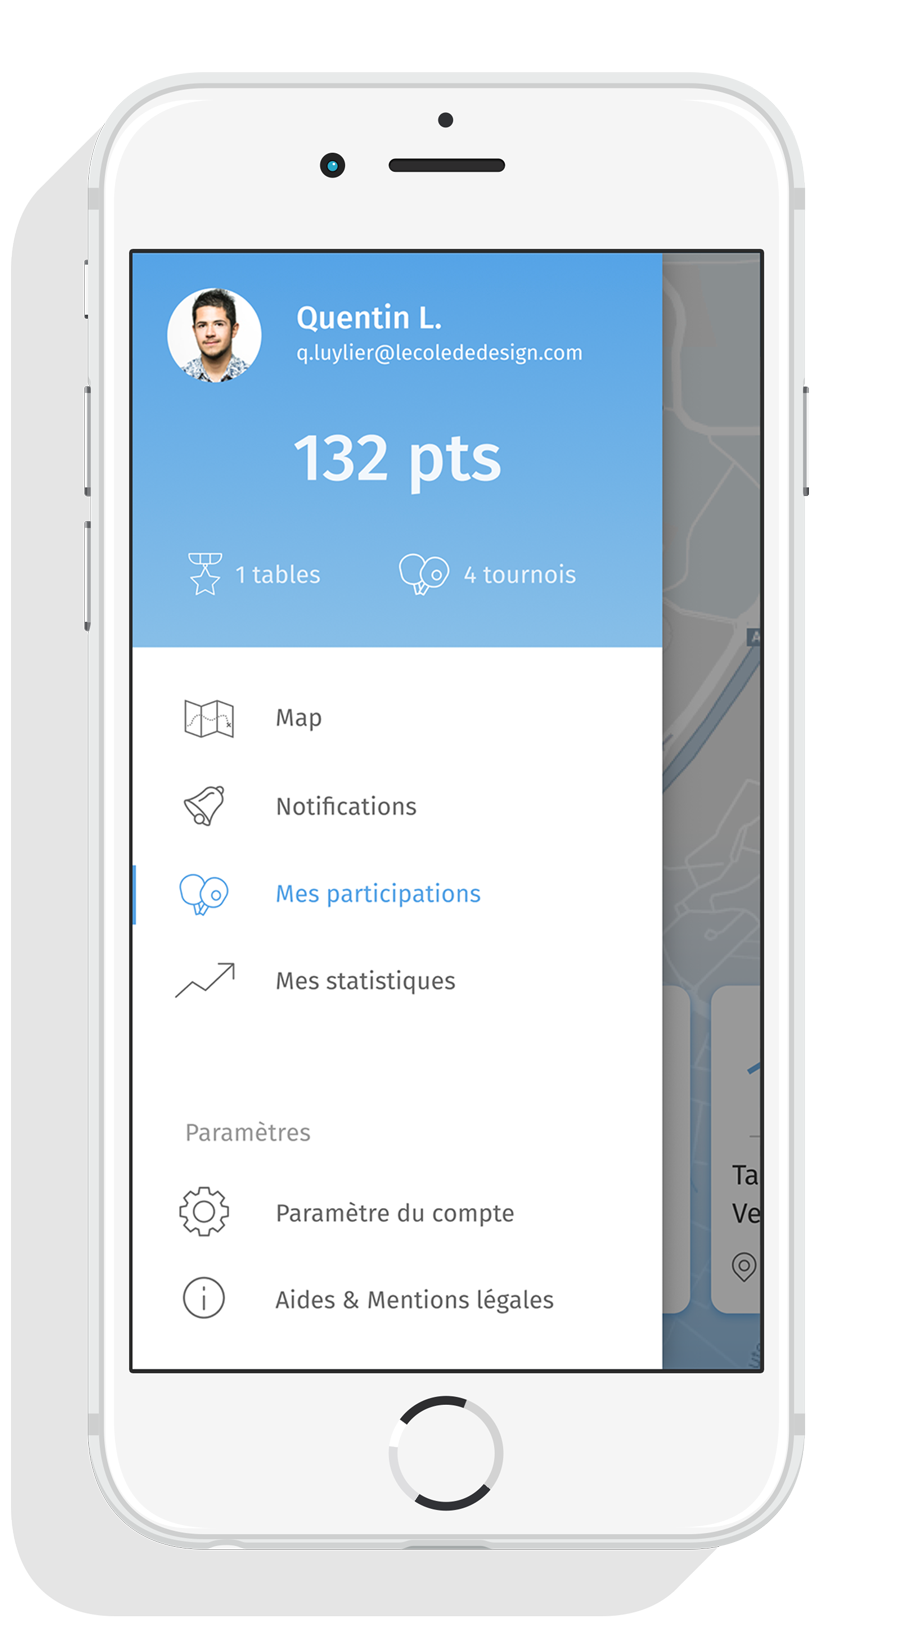 Quentin L.
q.luylier@lecolededesign.com
132 pts
1 tables
4 tournois
Map
Notifications
Mes participations
Mes statistiques
Paramètres
Paramètre du compte
Aides & Mentions légales
A
Ta
Ve